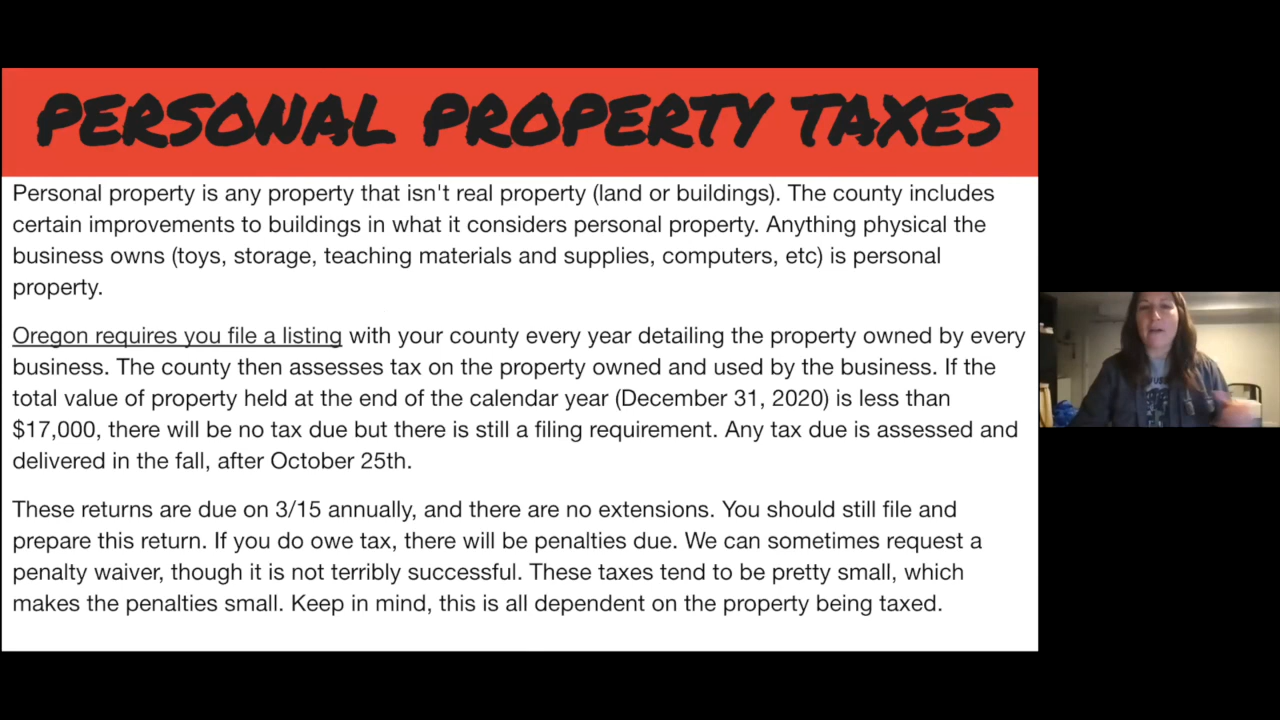 PERSONAL PROPERTY TAXES
Personal property is any property that isn't real property (land or buildings). The county includes
certain improvements to buildings in what it considers personal property. Anything physical the
business owns (toys, storage, teaching materials and supplies, computers, etc) is personal
property.
Oregon requires you file a listing with your county every year detailing the property owned by every
business. The county then assesses tax on the property owned and used by the business. If the
total value of property held at the end of the calendar year (December 31, 2020) is less than
$17,000, there will be no tax due but there is still a filing requirement. Any tax due is assessed and
delivered in the fall, after October 25th.
These returns are due on 3/15 annually, and there are no extensions. You should still file and
prepare this return. If you do owe tax, there will be penalties due. We can sometimes request a
penalty waiver, though it is not terribly successful. These taxes tend to be pretty small, which
makes the penalties small. Keep in mind, this is all dependent on the property being taxed.